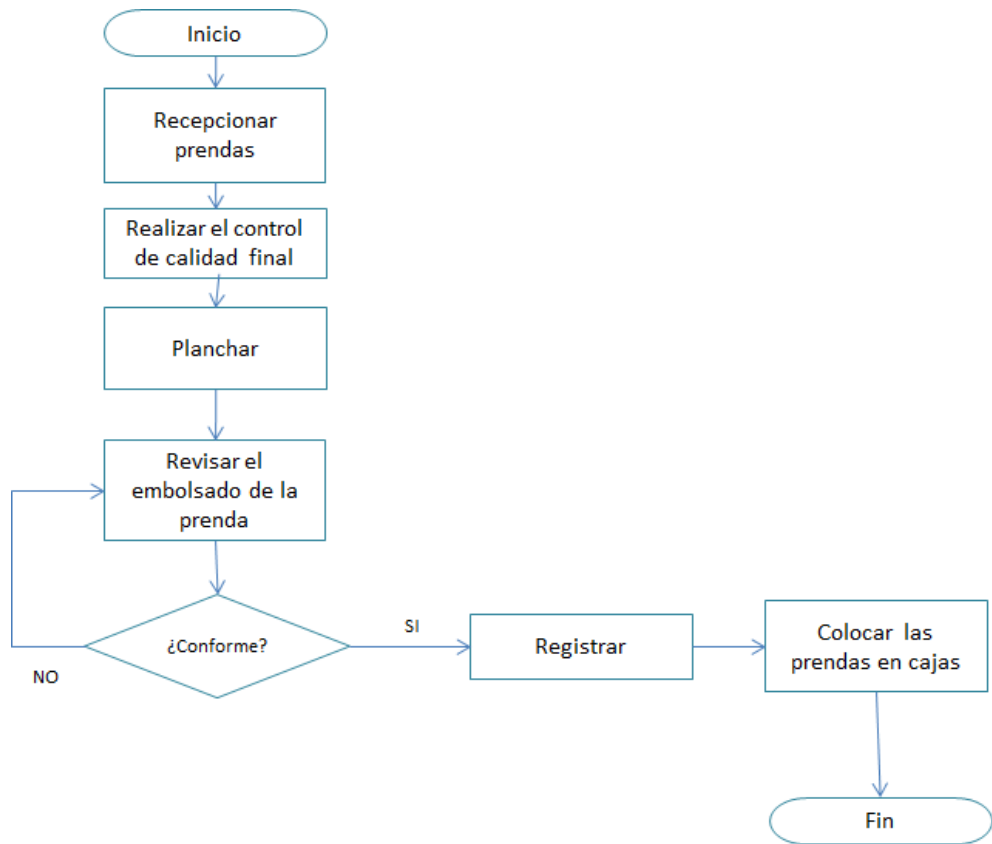 Inicio
Recepcionar
prendas
Realizar el control
de calidad final
Planchar
Revisar el
embolsado de la
prenda
¿Conforme?
SI
NO
Registrar
Colocar las
prendas en cajas
Fin